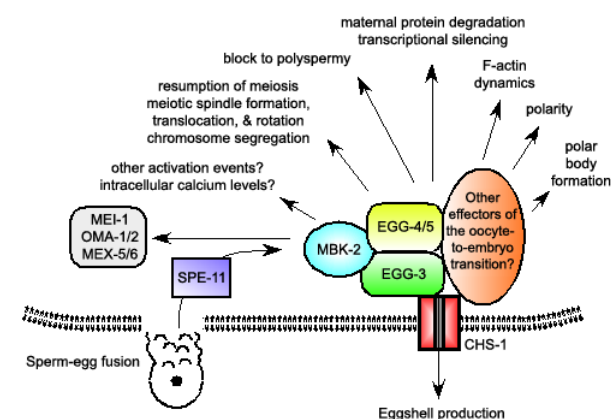 maternal protein degradation
transcriptional silencing
block to polyspermy
F-actin
dynamics
resumption of meiosis
meiotic spindle formation,
translocation, & rotation
chromosome segregation
polarity
polar
body
formation
other activation events?
intracellular calcium levels?
MEI-1
OMA-1/2
MEX-5/6
SPE-11
MBK-2
EGG-4/5
EGG-3
Other
effectors of
the oocyte-
to-embryo
transition?
CHS-1
Sperm-egg fusion
Eggshell production